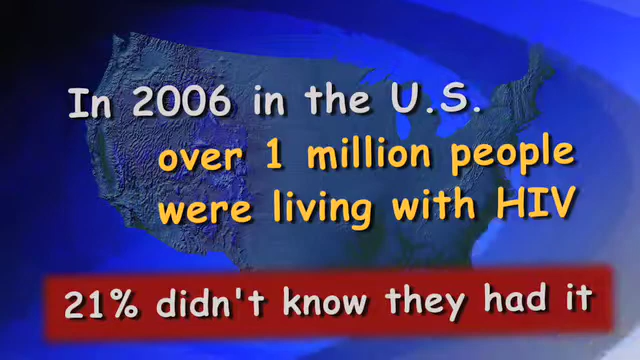 In 2006 in the U.S.
over 1 million people
were living with HIV
21% didn't know they had it